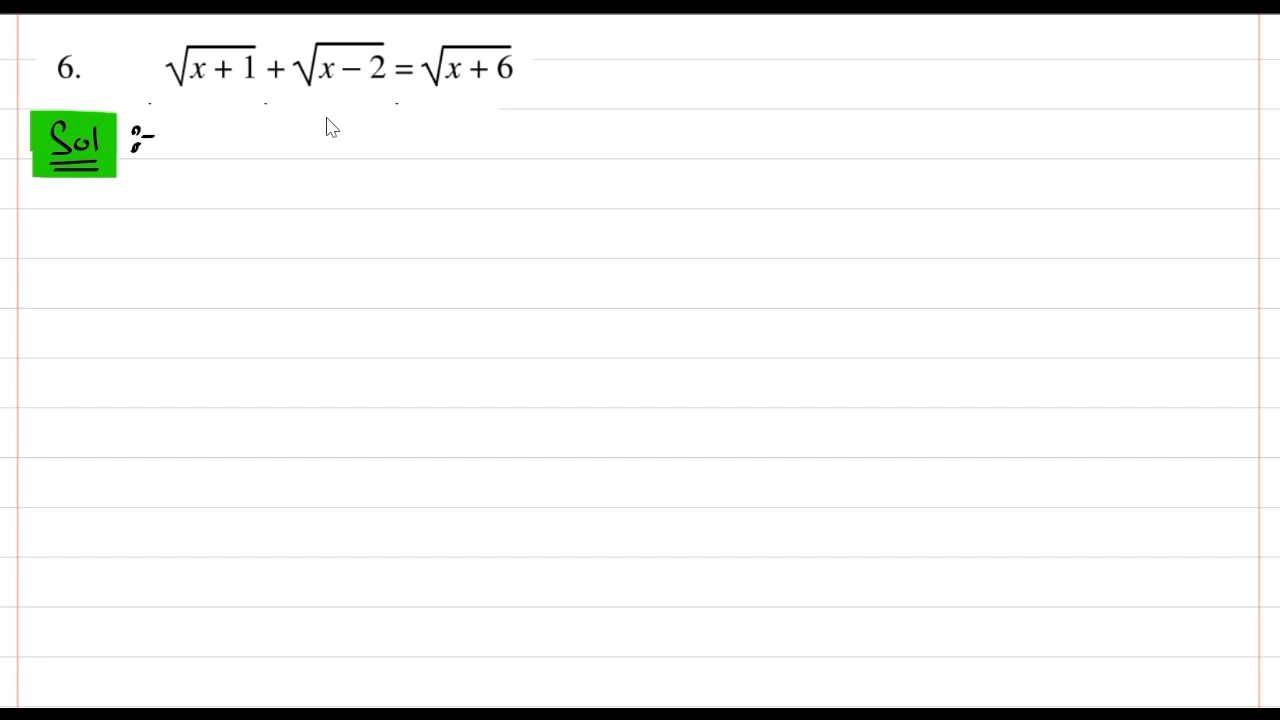 6. √x + 1 + √x − 2 = √x + 6
Sol :-